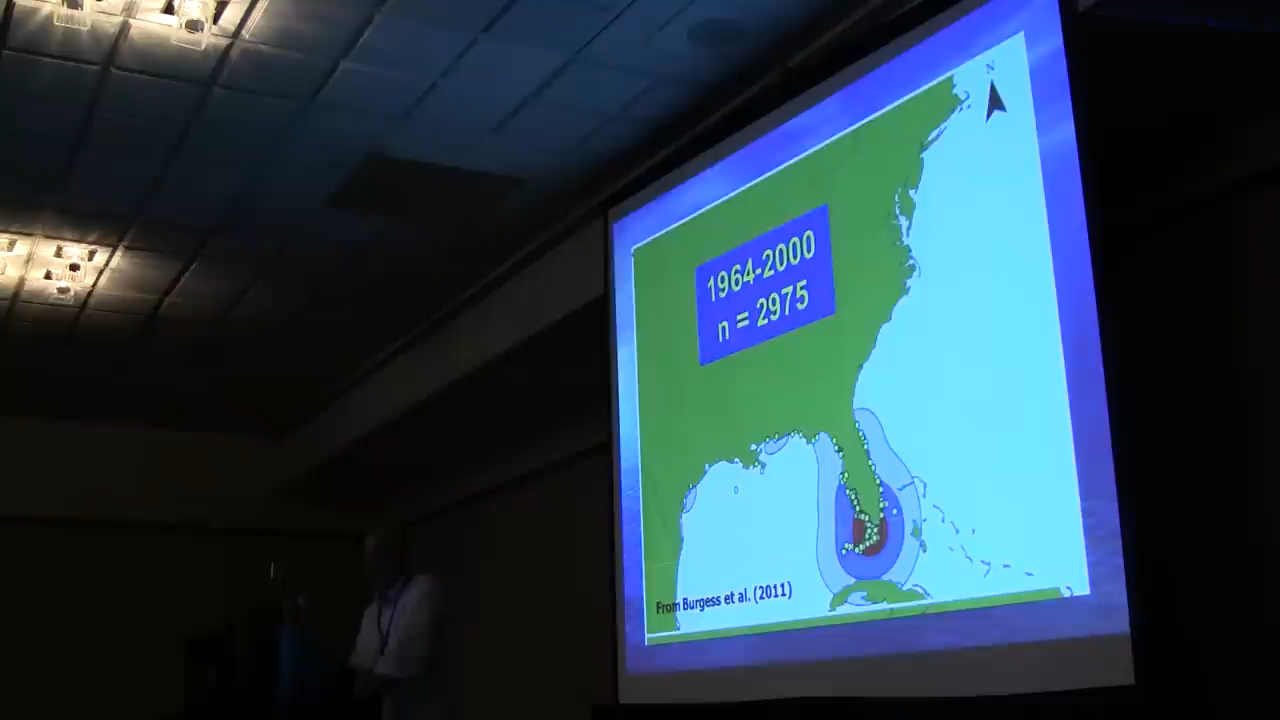 N
1964-2000
n = 2975
From Burgess et al. (2011)